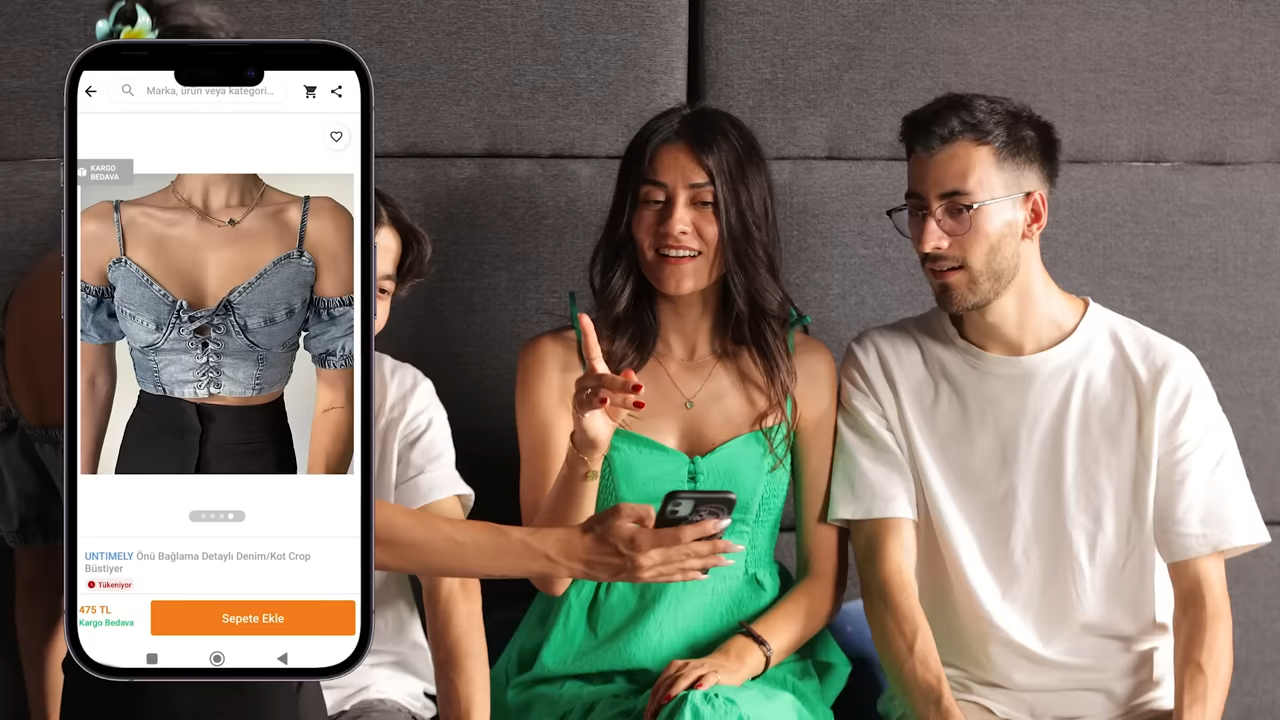 Marka, ürün veya kategori...
KARGO
BEDAVA
UNTIMELY Önü Bağlama Detaylı Denim/Kot Crop
Büstiyer
Tükeniyor
475 TL
Kargo Bedava
Sepete Ekle